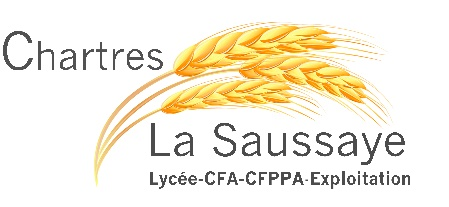 Chartres
La Saussaye
Lycée-CFA-CFPPA-Exploitation